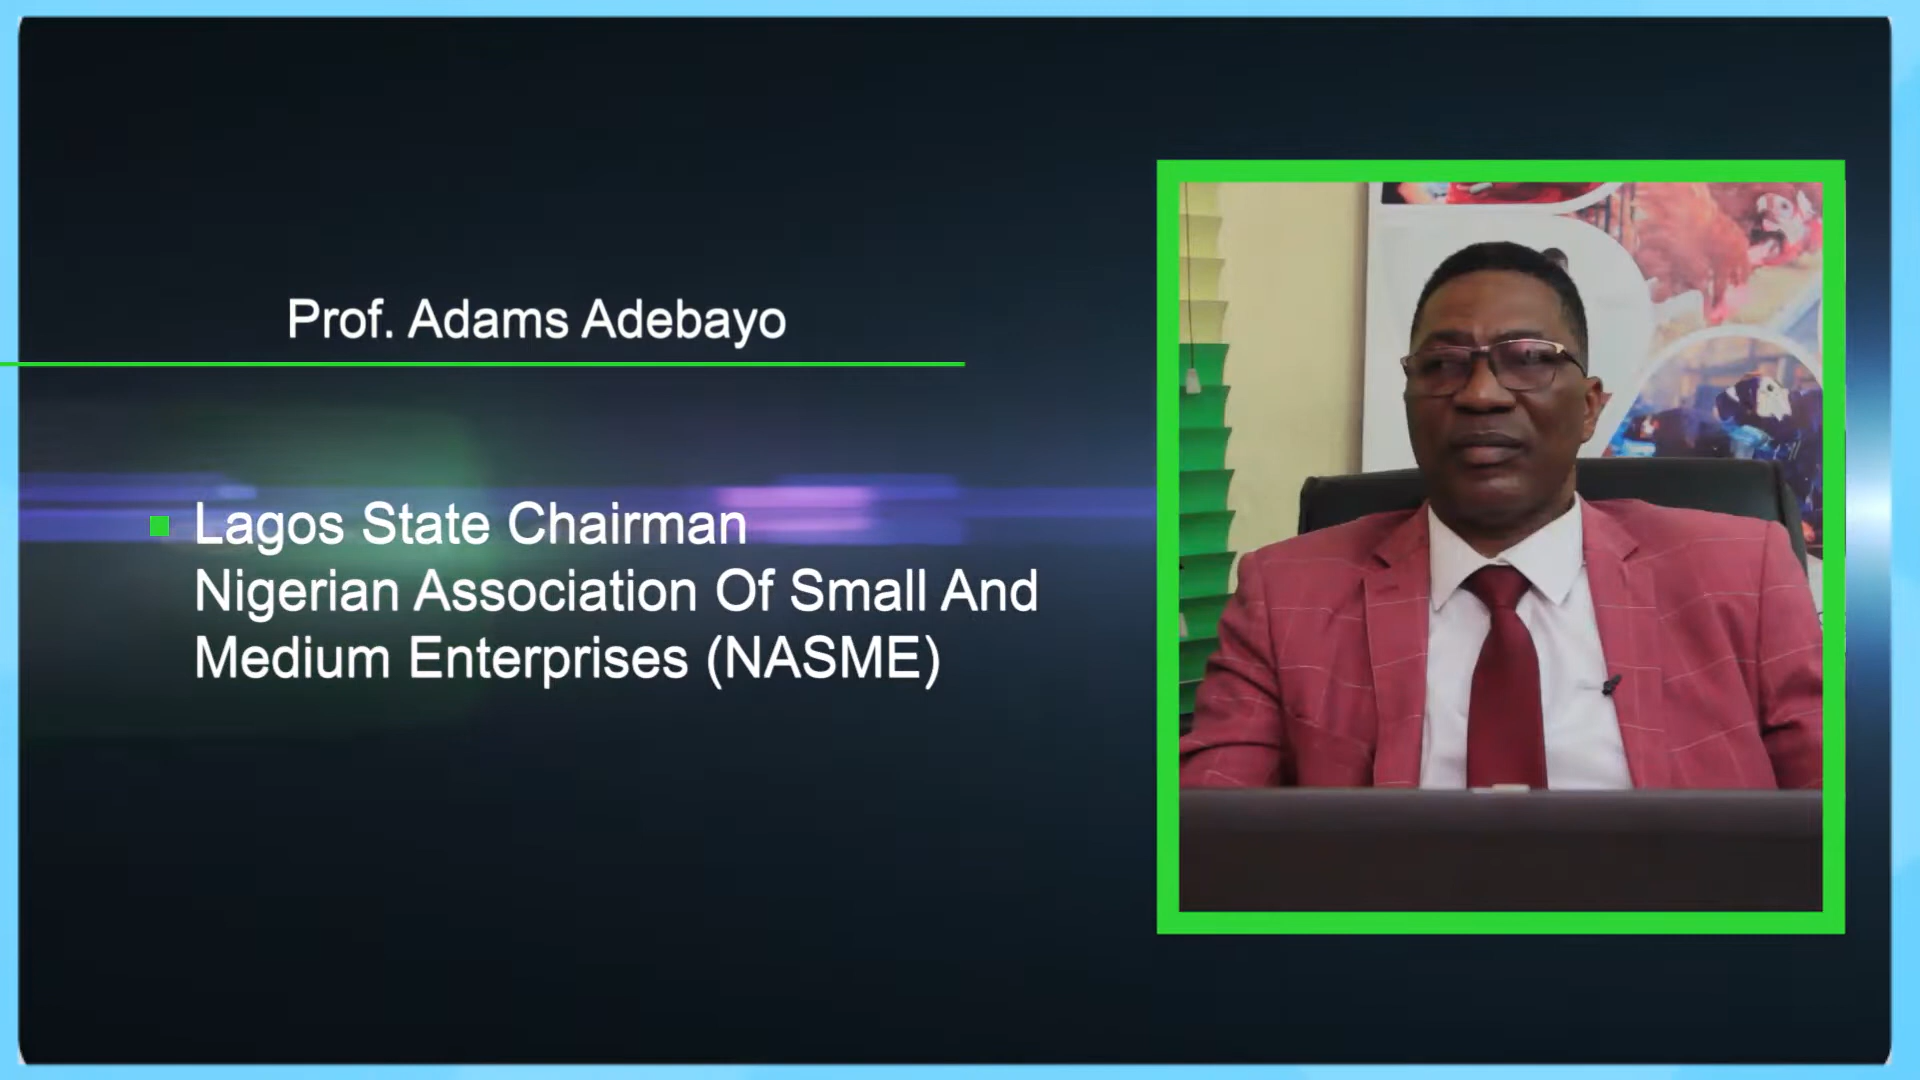 Prof. Adams Adebayo
Lagos State Chairman
Nigerian Association Of Small And
Medium Enterprises (NASME)